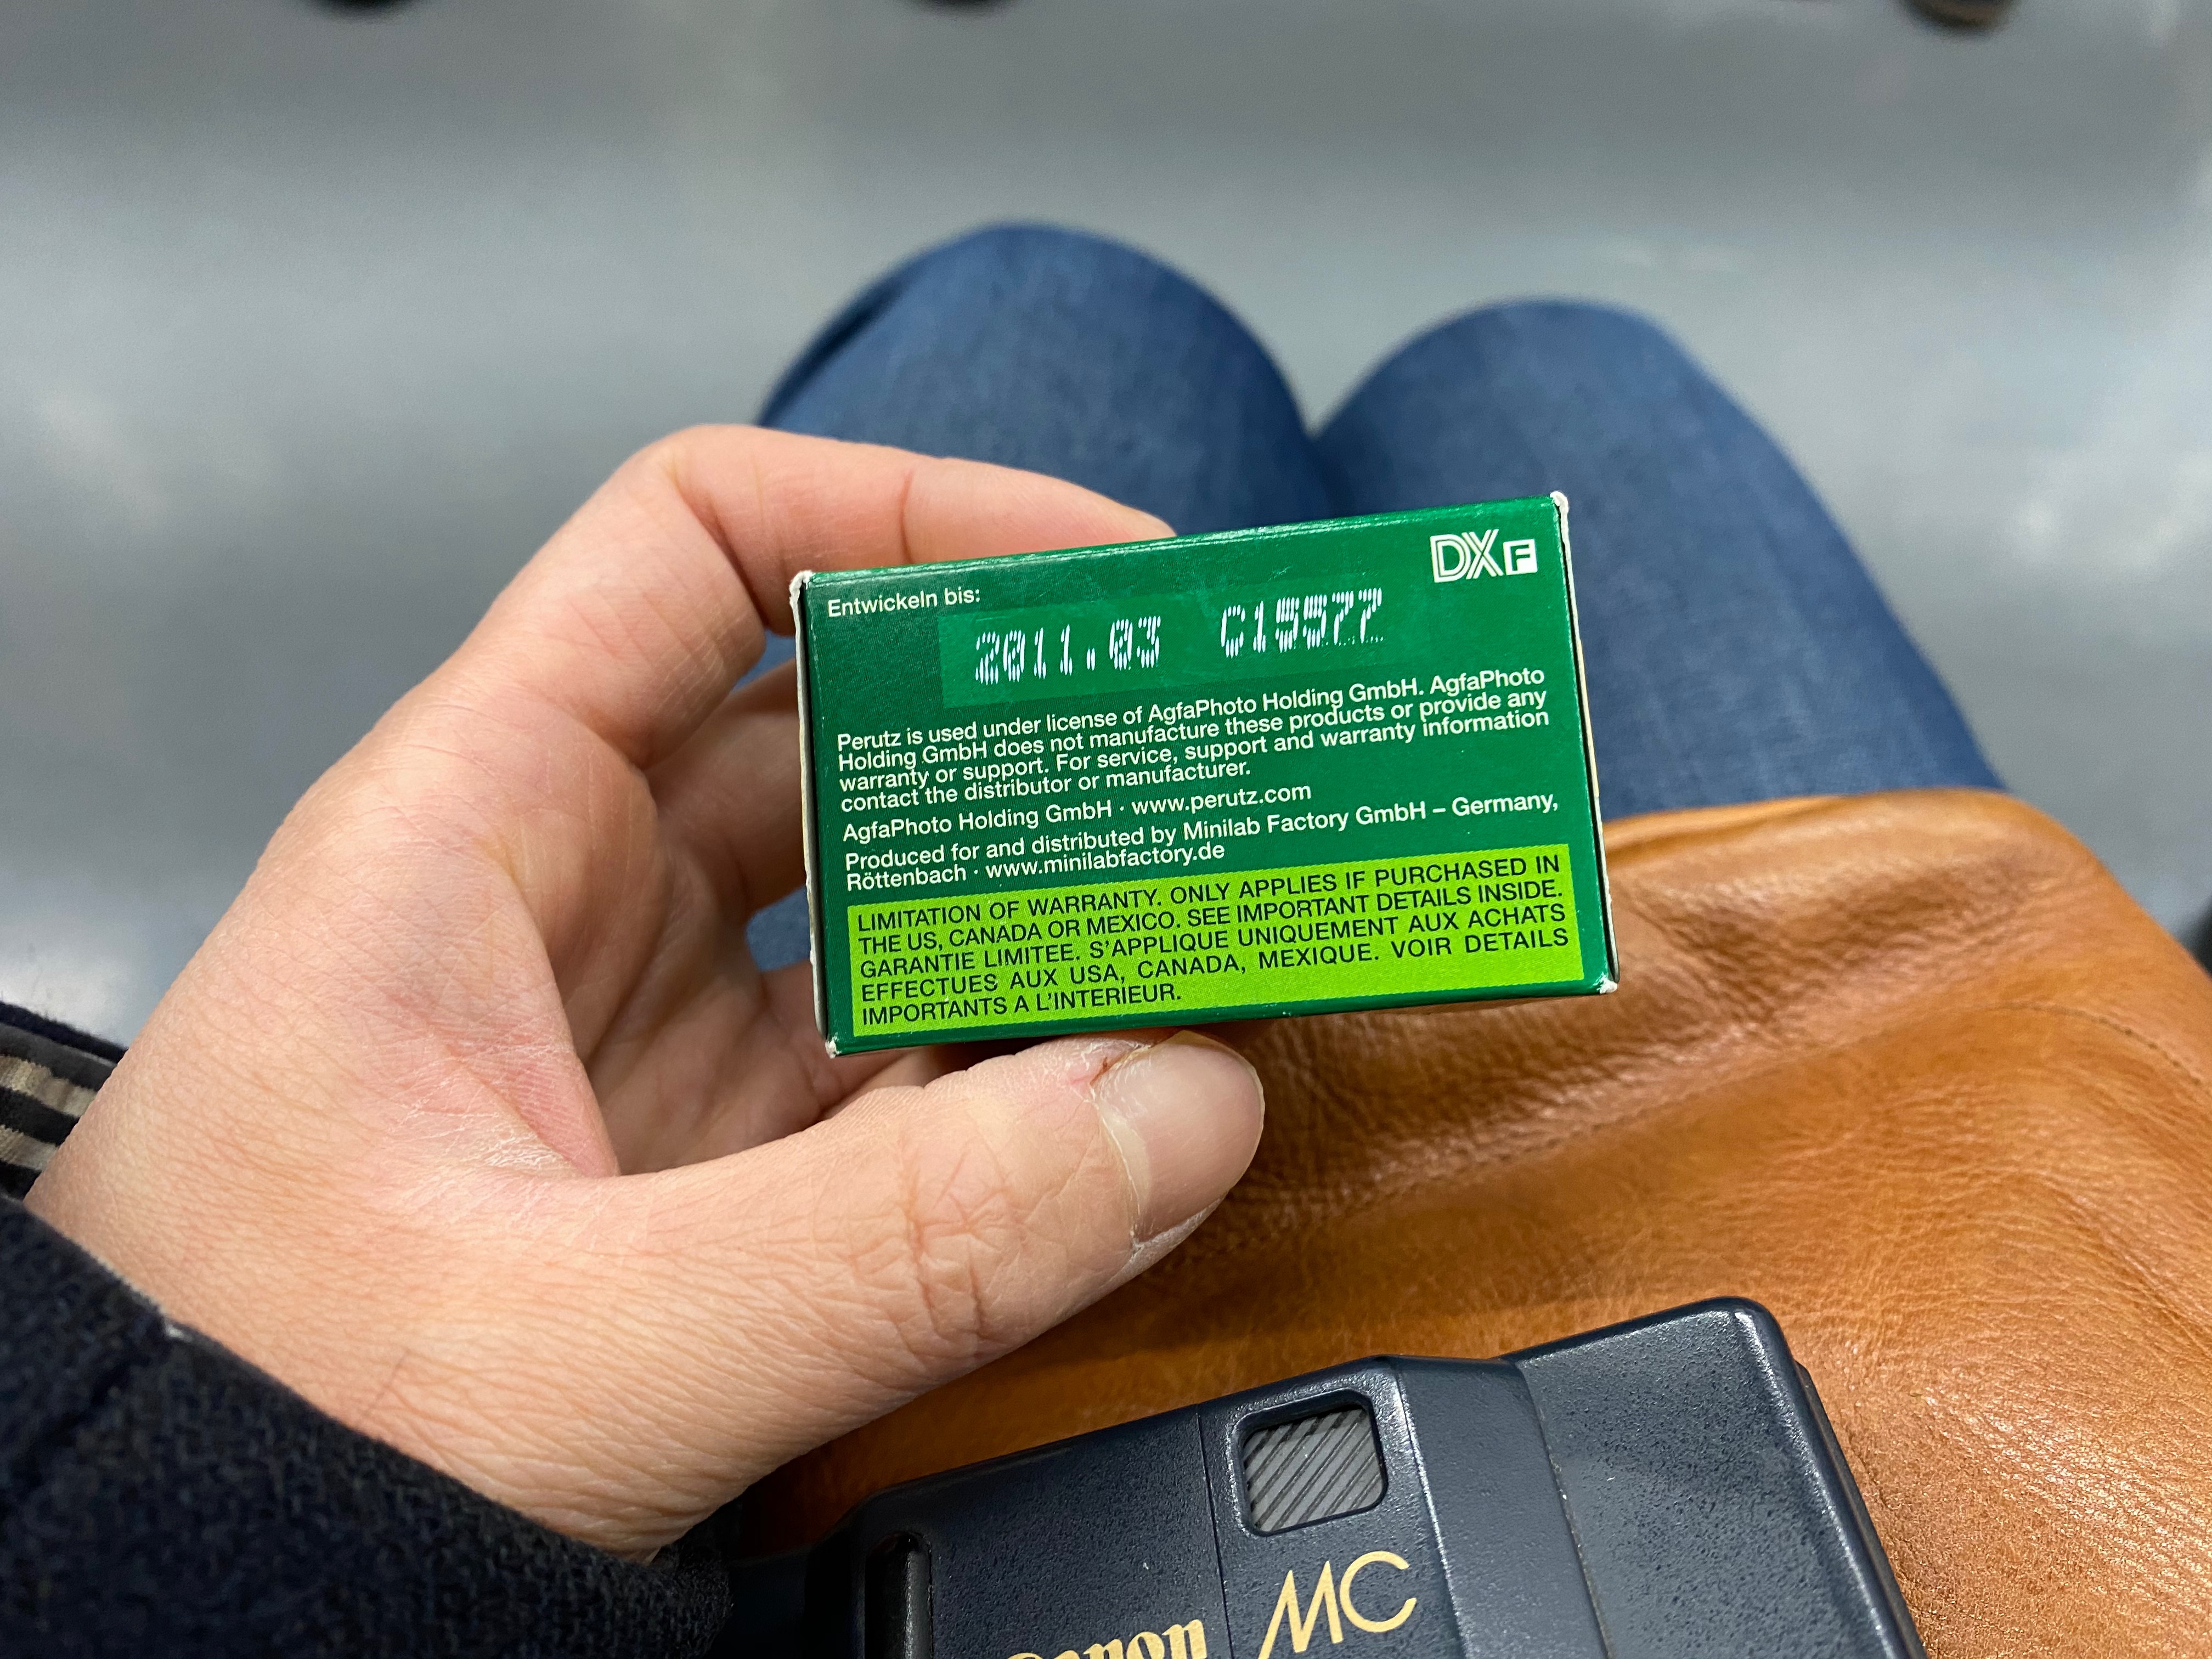 DXF
Entwickeln bis:
2011.03 C15577
Perutz is used under license of AgfaPhoto Holding GmbH. AgfaPhoto
Holding GmbH does not manufacture these products or provide any
warranty or support. For service, support and warranty information
contact the distributor or manufacturer.
AgfaPhoto Holding GmbH · www.perutz.com
Produced for and distributed by Minilab Factory GmbH – Germany,
Röttenbach · www.minilabfactory.de
LIMITATION OF WARRANTY. ONLY APPLIES IF PURCHASED IN
THE US, CANADA OR MEXICO. SEE IMPORTANT DETAILS INSIDE.
GARANTIE LIMITEE. S'APPLIQUE UNIQUEMENT AUX ACHATS
EFFECTUES AUX USA, CANADA, MEXIQUE. VOIR DETAILS
IMPORTANTS A L'INTERIEUR.
Canon MC